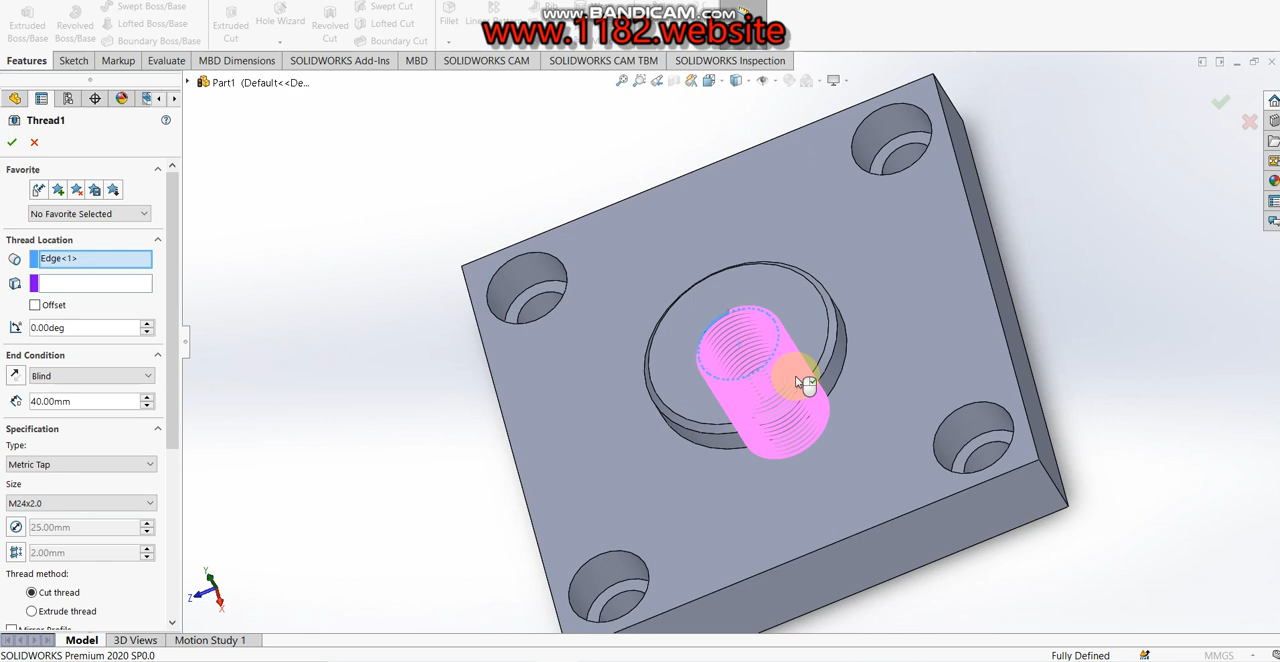 www.BANDICAM.com
www.1182.website
Extruded Boss/Base
Revolved Boss/Base
Swept Boss/Base
Lofted Boss/Base
Boundary Boss/Base
Extruded Cut
Hole Wizard
Revolved Cut
Swept Cut
Lofted Cut
Boundary Cut
Fillet
Features
Sketch
Markup
Evaluate
MBD Dimensions
SOLIDWORKS Add-Ins
MBD
SOLIDWORKS CAM
SOLIDWORKS CAM TBM
SOLIDWORKS Inspection
Part1 (Default<<De...
Thread1
Favorite
No Favorite Selected
Thread Location
Edge<1>
Offset
0.00deg
End Condition
Blind
40.00mm
Specification
Type:
Metric Tap
Size
M24x2.0
25.00mm
2.00mm
Thread method:
Cut thread
Extrude thread
Mirror Profile
Y
Z
X
Model
3D Views
Motion Study 1
SOLIDWORKS Premium 2020 SP0.0
Fully Defined
MMGS